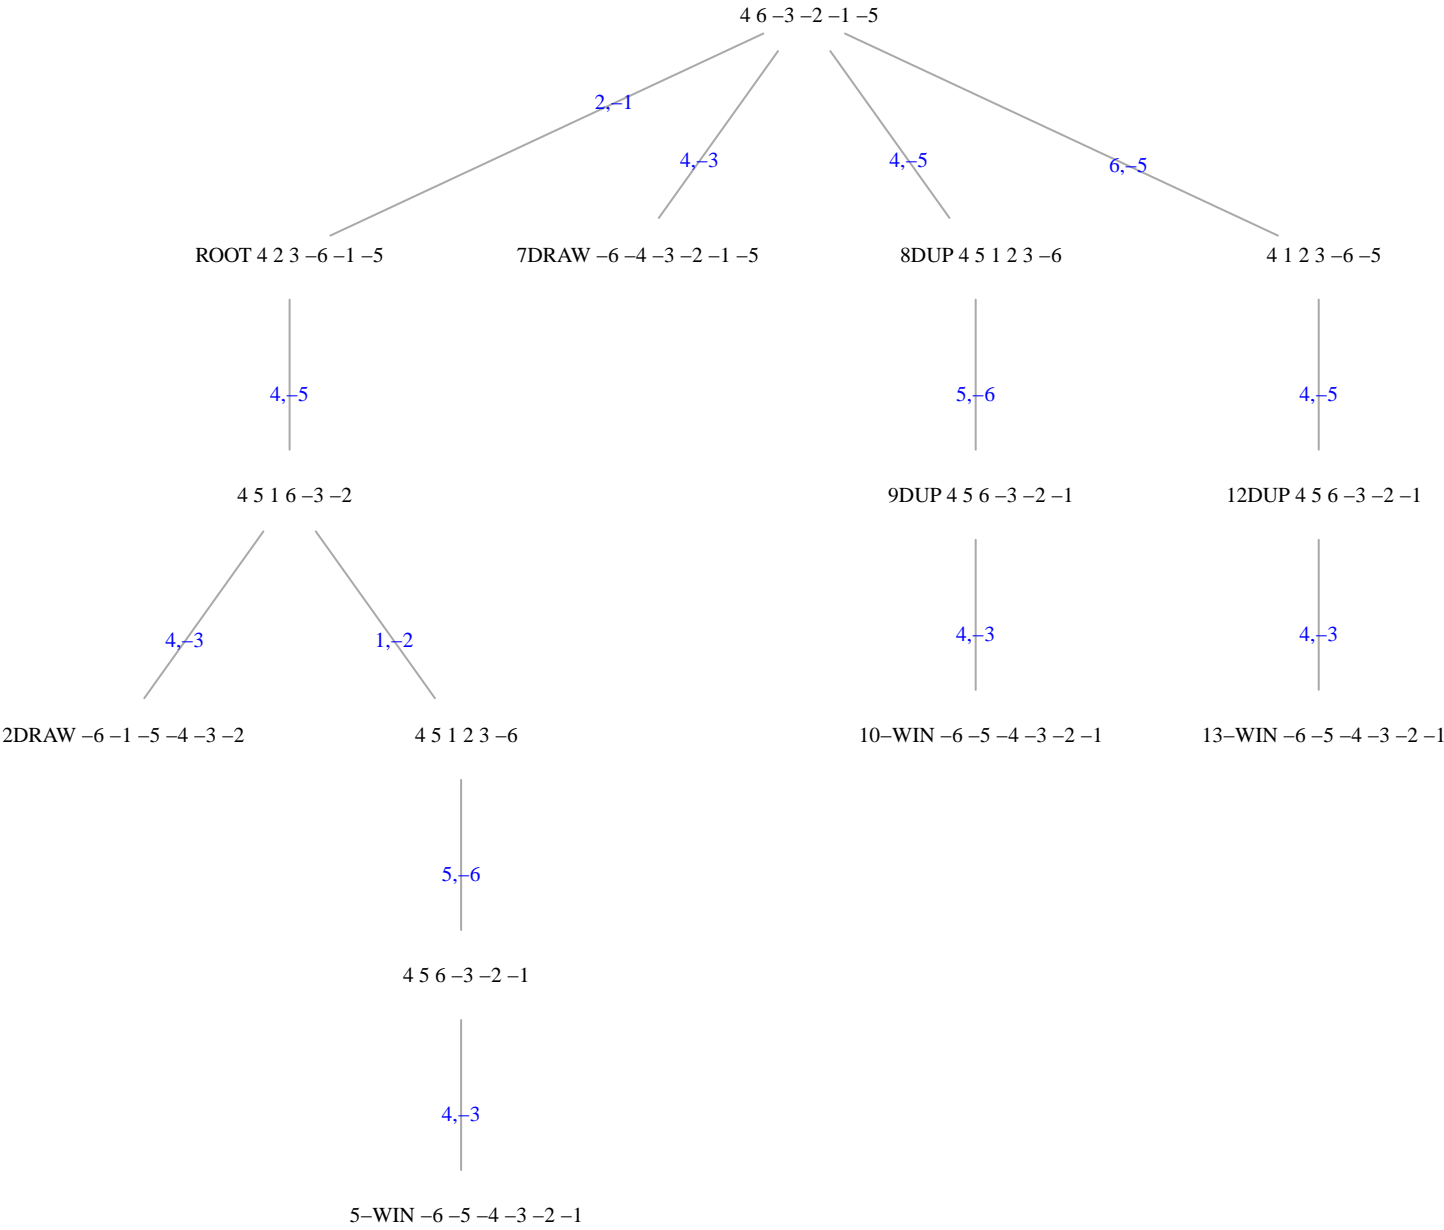 4 6 –3 –2 –1 –5
2,–1
4,–3
4,–5
6,–5
ROOT 4 2 3 –6 –1 –5
7DRAW –6 –4 –3 –2 –1 –5
8DUP 4 5 1 2 3 –6
4 1 2 3 –6 –5
4,–5
5,–6
4,–5
4 5 1 6 –3 –2
9DUP 4 5 6 –3 –2 –1
12DUP 4 5 6 –3 –2 –1
4,–3
1,–2
4,–3
4,–3
2DRAW –6 –1 –5 –4 –3 –2
4 5 1 2 3 –6
10–WIN –6 –5 –4 –3 –2 –1
13–WIN –6 –5 –4 –3 –2 –1
5,–6
4 5 6 –3 –2 –1
4,–3
5–WIN –6 –5 –4 –3 –2 –1